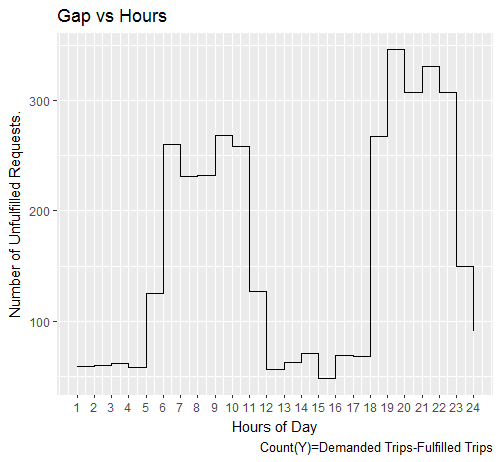 Gap vs Hours
Number of Unfulfilled Requests.
300
200
100
1 2 3 4 5 6 7 8 9 10 11 12 13 14 15 16 17 18 19 20 21 22 23 24
Hours of Day
Count(Y)=Demanded Trips-Fulfilled Trips